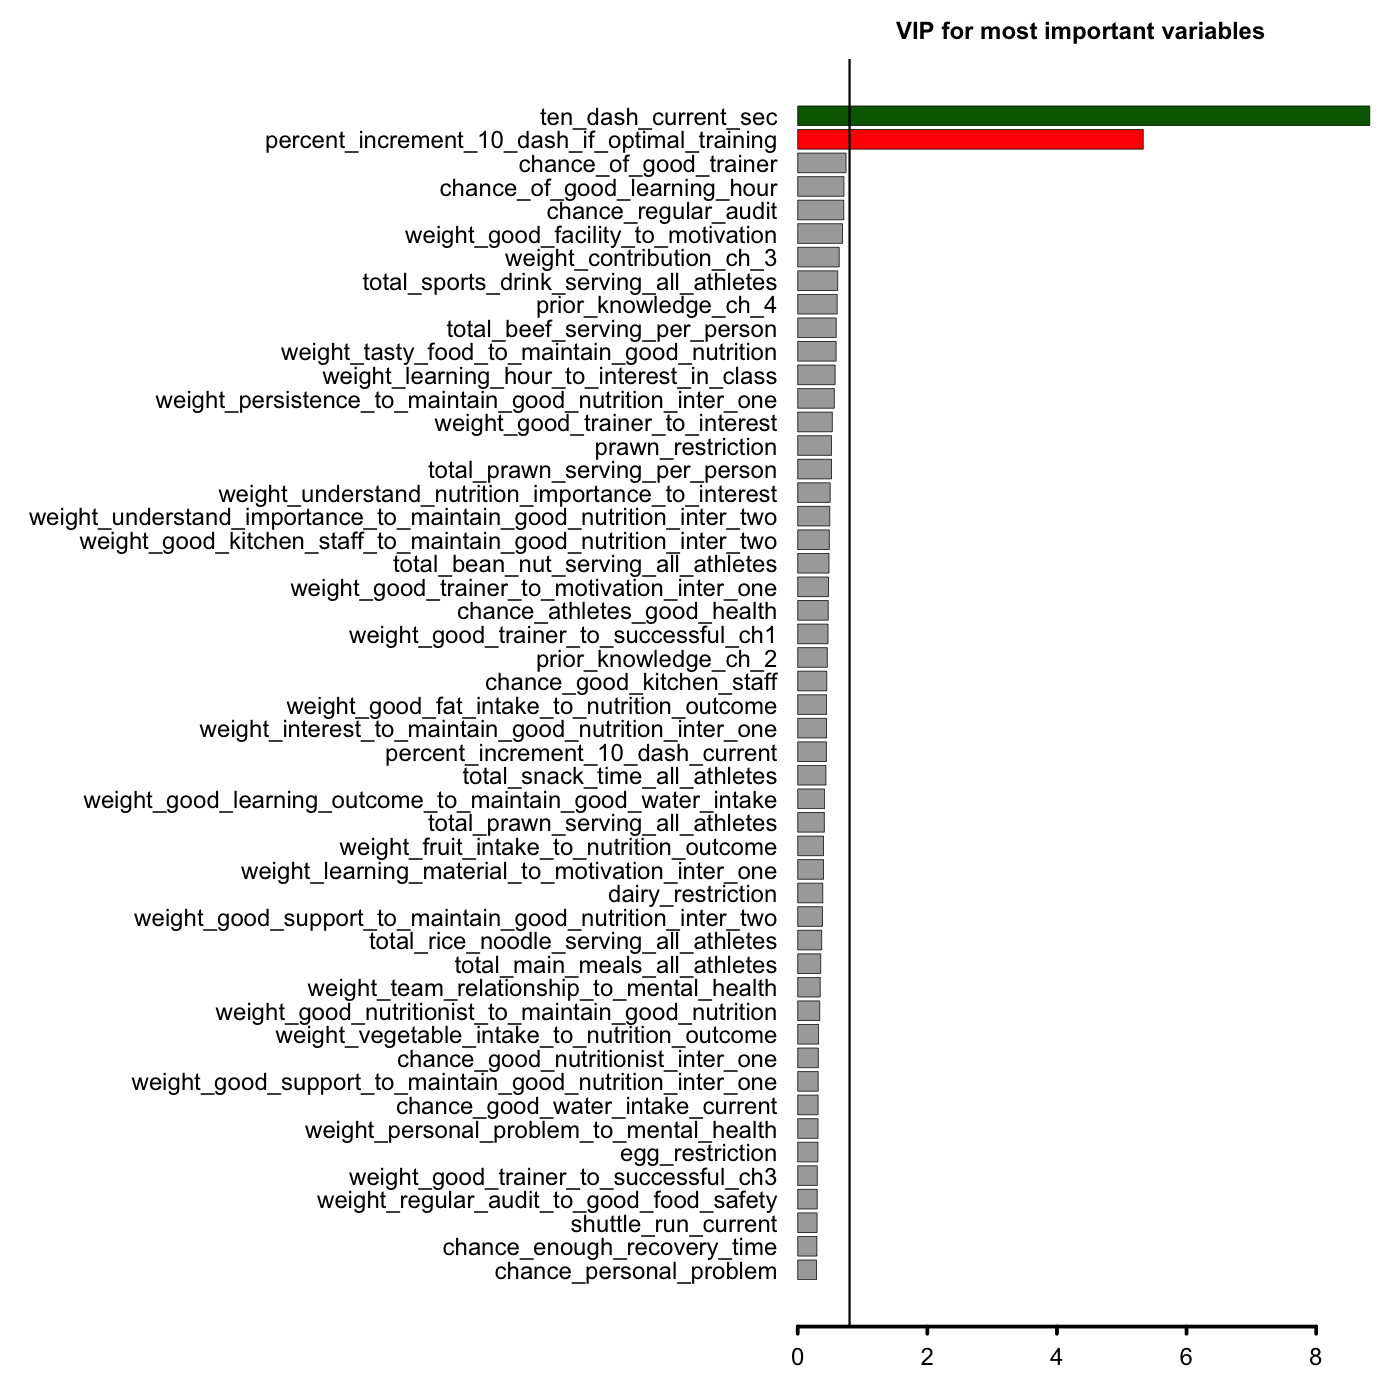 VIP for most important variables
ten_dash_current_sec
percent_increment_10_dash_if_optimal_training
chance_of_good_trainer
chance_of_good_learning_hour
chance_regular_audit
weight_good_facility_to_motivation
weight_contribution_ch_3
total_sports_drink_serving_all_athletes
prior_knowledge_ch_4
total_beef_serving_per_person
weight_tasty_food_to_maintain_good_nutrition
weight_learning_hour_to_interest_in_class
weight_persistence_to_maintain_good_nutrition_inter_one
weight_good_trainer_to_interest
prawn_restriction
total_prawn_serving_per_person
weight_understand_nutrition_importance_to_interest
weight_understand_importance_to_maintain_good_nutrition_inter_two
weight_good_kitchen_staff_to_maintain_good_nutrition_inter_two
total_bean_nut_serving_all_athletes
weight_good_trainer_to_motivation_inter_one
chance_athletes_good_health
weight_good_trainer_to_successful_ch1
prior_knowledge_ch_2
chance_good_kitchen_staff
weight_good_fat_intake_to_nutrition_outcome
weight_interest_to_maintain_good_nutrition_inter_one
percent_increment_10_dash_current
total_snack_time_all_athletes
weight_good_learning_outcome_to_maintain_good_water_intake
total_prawn_serving_all_athletes
weight_fruit_intake_to_nutrition_outcome
weight_learning_material_to_motivation_inter_one
dairy_restriction
weight_good_support_to_maintain_good_nutrition_inter_two
total_rice_noodle_serving_all_athletes
total_main_meals_all_athletes
weight_team_relationship_to_mental_health
weight_good_nutritionist_to_maintain_good_nutrition
weight_vegetable_intake_to_nutrition_outcome
chance_good_nutritionist_inter_one
weight_good_support_to_maintain_good_nutrition_inter_one
chance_good_water_intake_current
weight_personal_problem_to_mental_health
egg_restriction
weight_good_trainer_to_successful_ch3
weight_regular_audit_to_good_food_safety
shuttle_run_current
chance_enough_recovery_time
chance_personal_problem
0 2 4 6 8